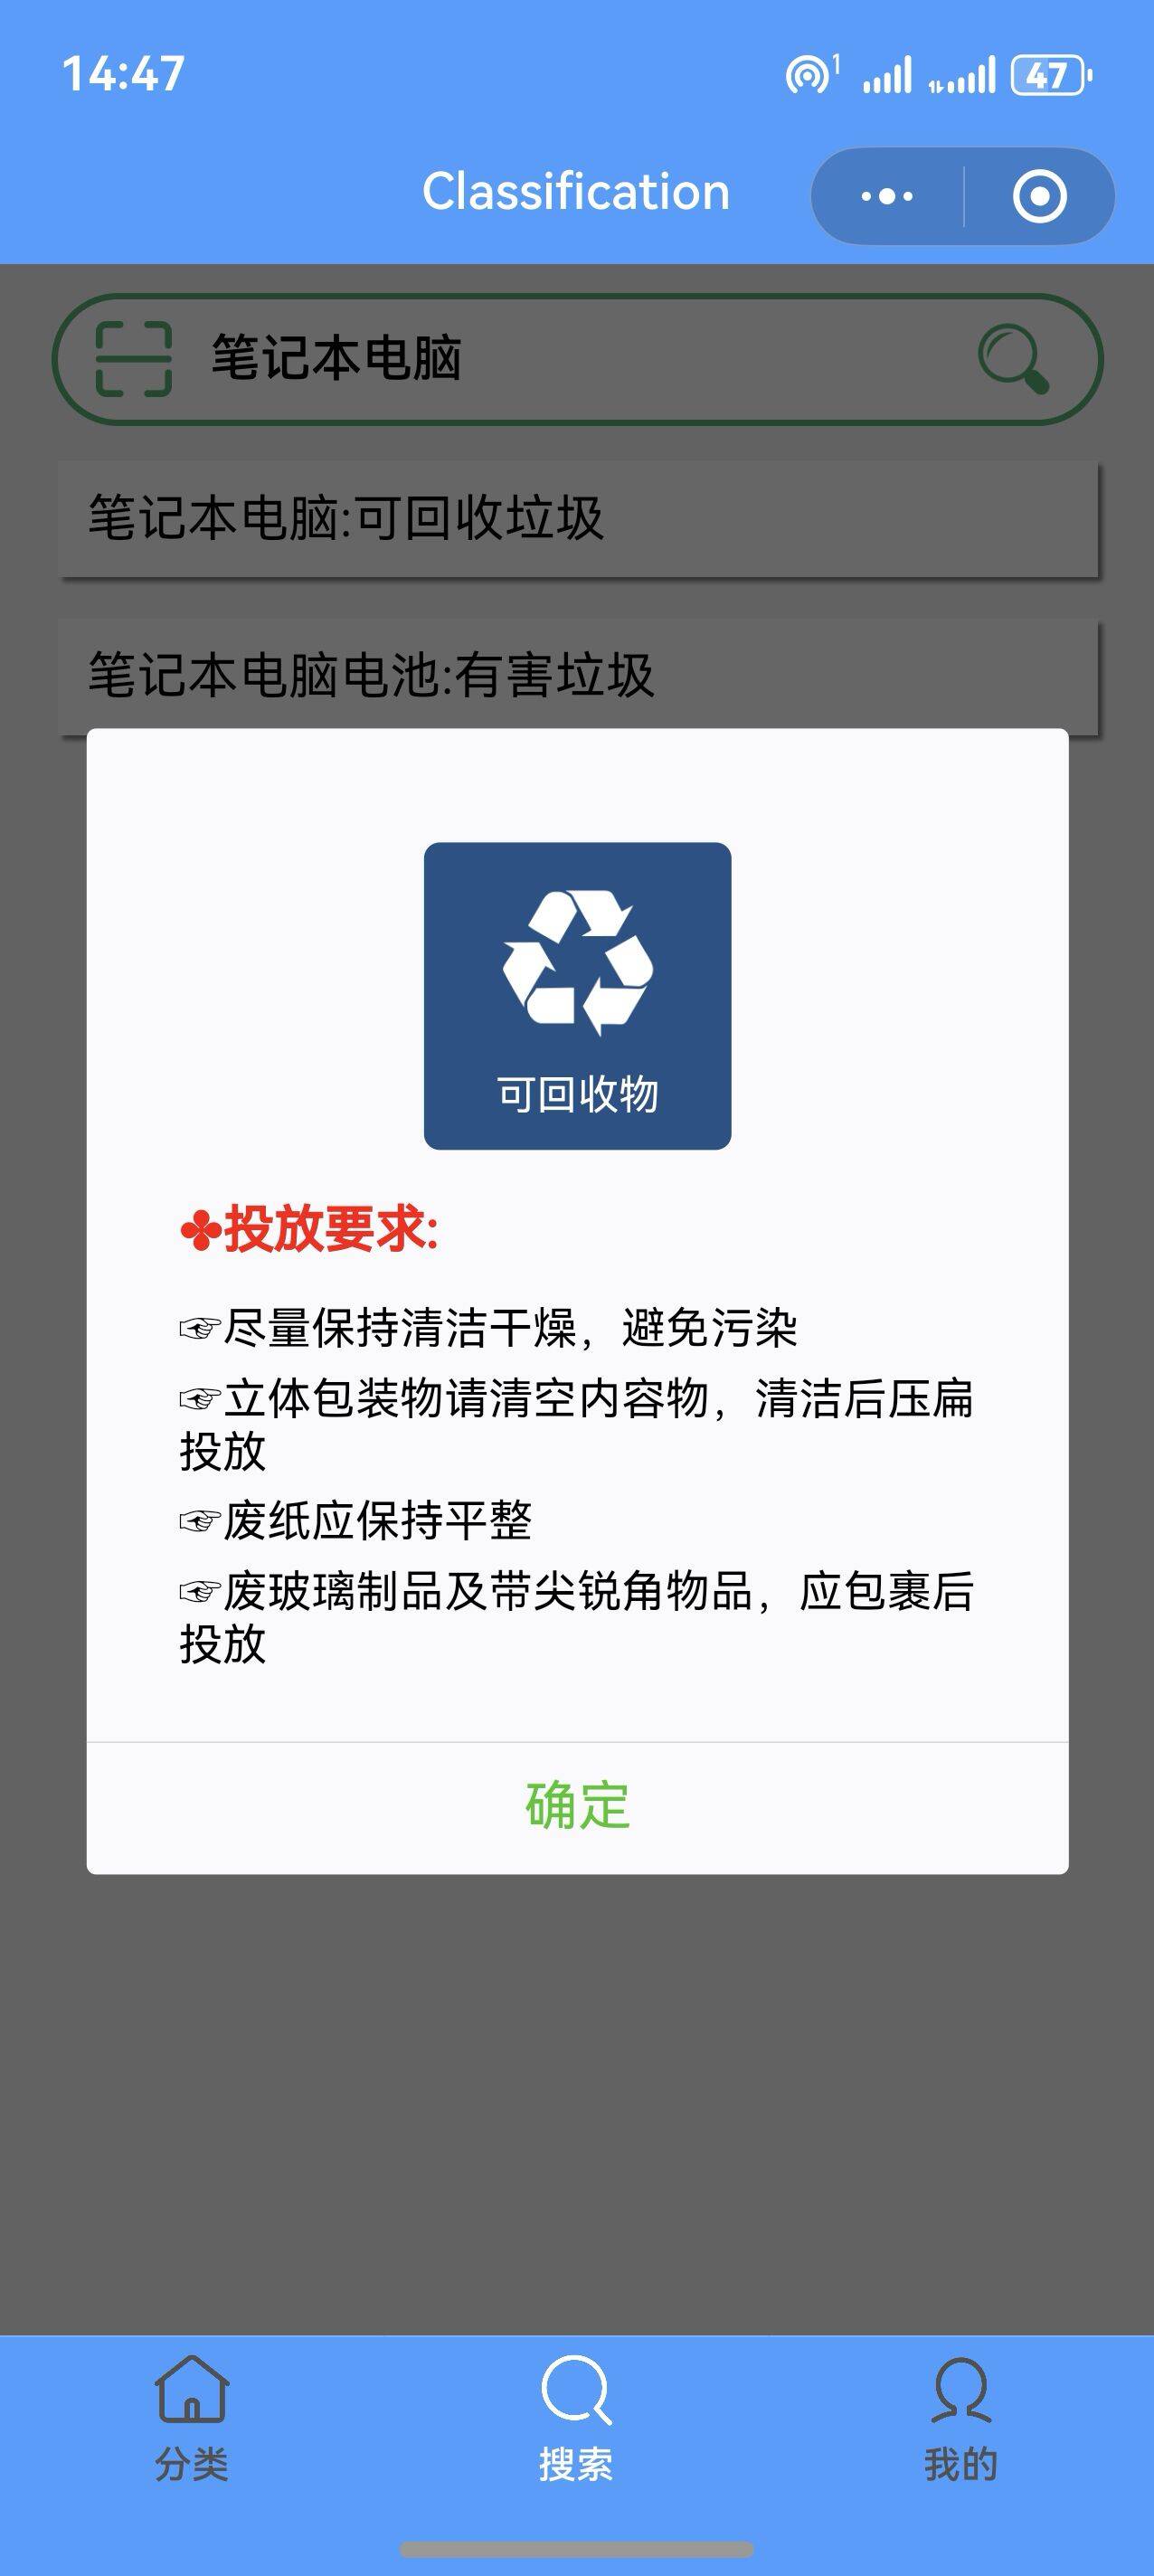 14:47
1
47
Classification
笔记本电脑
笔记本电脑:可回收垃圾
笔记本电脑电池:有害垃圾
可回收物
✤投放要求:
☞尽量保持清洁干燥，避免污染
☞立体包装物请清空内容物，清洁后压扁
投放
☞废纸应保持平整
☞废玻璃制品及带尖锐角物品，应包裹后
投放
确定
分类
搜索
我的